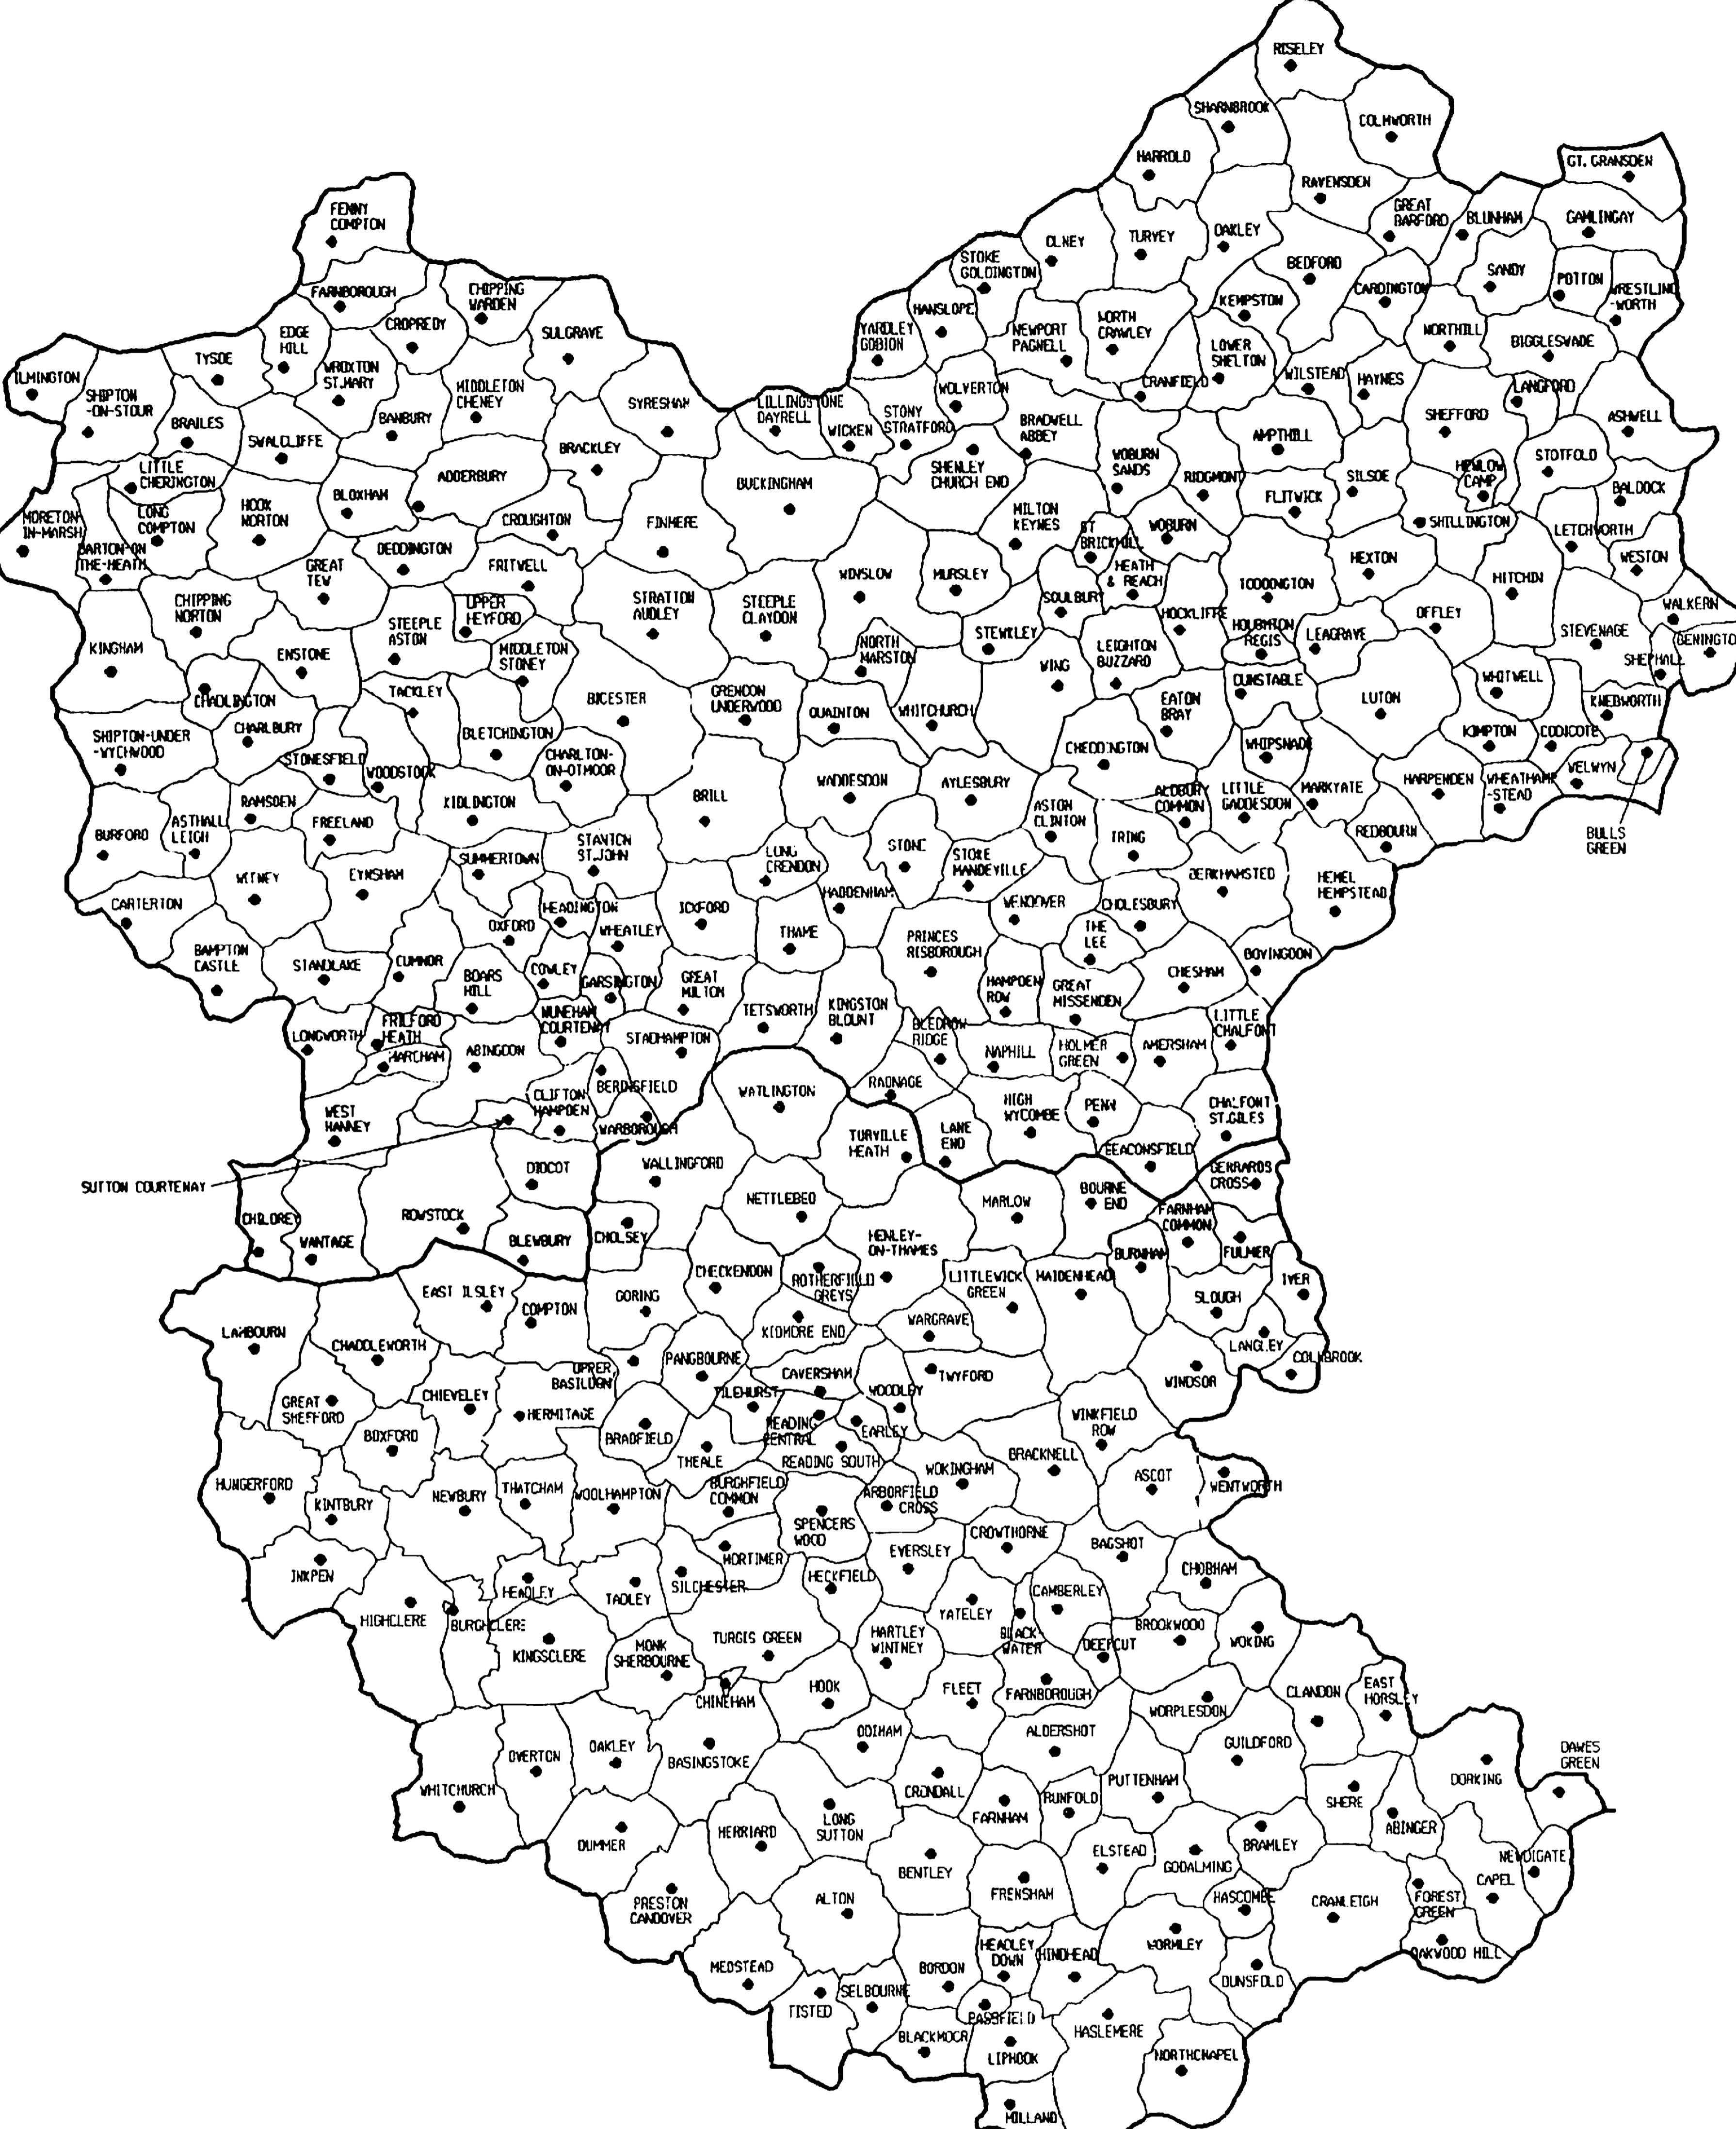 RISELEY
SHARNBROOK
COLMWORTH
HARROLD
GT. GRANSDEN
RAVENSDEN
FENNY
COMPTON
GREAT
BARFORD
BLUNHAM
GAMLINGAY
OLNEY
TURVEY
OAKLEY
STOKE
GOLDINGTON
BEDFORD
SANDY
POTTON
FARNBOROUGH
CHIPPING
WARDEN
KEMPSTON
CARDINGTON
WRESTLING
-WORTH
HANSLOPE
CROPREDY
SULGRAVE
EDGE
HILL
YARDLEY
GOBION
NEWPORT
PAGNELL
NORTH
CRAWLEY
NORTHILL
BIGGLESWADE
LOWER
SHELTON
TYSOE
WROXTON
ST.MARY
ILMINGTON
CRANFIELD
WILSTEAD
HAYNES
LANGFORD
SHIPTON
-ON-STOUR
MIDDLETON
CHENEY
WOLVERTON
SYRESHAM
LILLINGSTONE
DAYRELL
WICKEN
STONY
STRATFORD
BRADWELL
ABBEY
SHEFFORD
ASHWELL
BRAILES
BANBURY
SWALCLIFFE
BRACKLEY
AMPTHILL
WOBURN
SANDS
STOTFOLD
LITTLE
CHERINGTON
ADDERBURY
SHENLEY
CHURCH END
BUCKINGHAM
RIDGMONT
SILSOE
HENLOW
CAMP
BALDOCK
BLOXHAM
HOOK
NORTON
FLITWICK
MORETON
IN-MARSH
LONG
COMPTON
CROUGHTON
FINMERE
MILTON
KEYNES
WOBURN
SHILLINGTON
LETCHWORTH
GT
BRICKHILL
BARTON-ON
THE-HEATH
DEDDINGTON
GREAT
TEW
FRITWELL
WINSLOW
MURSLEY
HEATH
& REACH
HEXTON
WESTON
TODDINGTON
HITCHIN
CHIPPING
NORTON
UPPER
HEYFORD
STRATTON
AUDLEY
STEEPLE
CLAYDON
SOULBURY
HOCKLIFFE
OFFLEY
WALKERN
STEEPLE
ASTON
STEWKLEY
HOUGHTON
REGIS
LEAGRAVE
STEVENAGE
BENINGTO
KINGHAM
ENSTONE
MIDDLETON
STONEY
NORTH
MARSTON
WING
LEIGHTON
BUZZARD
SHEPHALL
DUNSTABLE
WHITWELL
CHADLINGTON
TACKLEY
BICESTER
GRENDON
UNDERWOOD
QUAINTON
WHITCHURCH
EATON
BRAY
LUTON
KNEBWORTH
SHIPTON-UNDER
-WYCHWOOD
CHARLBURY
BLETCHINGTON
KIMPTON
CODICOTE
CHEDDINGTON
WHIPSNADE
STONESFIELD
WOODSTOCK
CHARLTON-
ON-OTMOOR
WADDESDON
AYLESBURY
ALDBURY
COMMON
LITTLE
GADDESDON
MARKYATE
HARPENDEN
WHEATHAMP
-STEAD
WELWYN
RAMSDEN
KIDLINGTON
BRILL
BURFORD
ASTHALL
LEIGH
FREELAND
ASTON
CLINTON
TRING
REDBOURN
BULLS
GREEN
SUMMERTOWN
STANTON
ST.JOHN
LONG
CRENDON
STONE
STOKE
MANDEVILLE
WITNEY
EYNSHAM
HADDENHAM
BERKHAMSTED
HEMEL
HEMPSTEAD
CARTERTON
OXFORD
HEADINGTON
WHEATLEY
ICKFORD
THAME
WENDOVER
CHOLESBURY
PRINCES
RISBOROUGH
THE
LEE
BAMPTON
CASTLE
STANDLAKE
CUMNOR
BOARS
HILL
COWLEY
GARSINGTON
GREAT
MILTON
BOVINGDON
CHESHAM
HAMPDEN
ROW
GREAT
MISSENDEN
TETSWORTH
KINGSTON
BLOUNT
LONGWORTH
FRILFORD
HEATH
MARCHAM
ABINGDON
NUNEHAM
COURTENAY
STADHAMPTON
BLEDROW
RIDGE
NAPHILL
HOLMER
GREEN
AMERSHAM
LITTLE
CHALFONT
WEST
HANNEY
CLIFTON
HAMPDEN
BERINSFIELD
WARBOROUGH
WATLINGTON
RADNAGE
HIGH
WYCOMBE
PENN
CHALFONT
ST.GILES
TURVILLE
HEATH
LANE
END
BEACONSFIELD
SUTTON COURTENAY
DIDCOT
WALLINGFORD
GERRARDS
CROSS
CHILDREY
WANTAGE
ROWSTOCK
BLEWBURY
CHOLSEY
NETTLEBED
MARLOW
BOURNE
END
FARNHAM
COMMON
HENLEY-
ON-THAMES
BURNHAM
FULMER
EAST ILSLEY
COMPTON
GORING
CHECKENDON
ROTHERFIELD
GREYS
LITTLEWICK
GREEN
MAIDENHEAD
IVER
SLOUGH
LAMBOURN
CHADDLEWORTH
KIDMORE END
WARGRAVE
LANGLEY
COLNBROOK
UPPER
BASILDON
PANGBOURNE
CAVERSHAM
TWYFORD
WINDSOR
GREAT
SHEFFORD
CHIEVELEY
HERMITAGE
TILEHURST
WOODLEY
BOXFORD
BRADFIELD
READING
CENTRAL
EARLEY
WINKFIELD
ROW
THEALE
READING SOUTH
BRACKNELL
HUNGERFORD
KINTBURY
NEWBURY
THATCHAM
WOOLHAMPTON
BURGHFIELD
COMMON
WOKINGHAM
ARBORFIELD
CROSS
ASCOT
WENTWORTH
SPENCERS
WOOD
CROWTHORNE
BAGSHOT
INKPEN
MORTIMER
EVERSLEY
CHOBHAM
HEADLEY
TADLEY
SILCHESTER
HECKFIELD
CAMBERLEY
HIGHCLERE
BURGHCLERE
YATELEY
BLACK-
WATER
BROOKWOOD
WOKING
KINGSCLERE
MONK
SHERBOURNE
TURGIS GREEN
HARTLEY
WINTNEY
DEEPCUT
CHINEHAM
HOOK
FLEET
FARNBOROUGH
WORPLESDON
CLANDON
EAST
HORSLEY
OVERTON
OAKLEY
BASINGSTOKE
ODIHAM
ALDERSHOT
GUILDFORD
DAWES
GREEN
WHITCHURCH
CRONDALL
FARNHAM
RUNFOLD
PUTTENHAM
SHERE
DORKING
ABINGER
DUMMER
HERRIARD
LONG
SUTTON
BENTLEY
ELSTEAD
GODALMING
BRAMLEY
NEWDIGATE
PRESTON
CANDOVER
ALTON
FRENSHAM
HASCOMBE
CRANLEIGH
FOREST
GREEN
CAPEL
MEDSTEAD
BORDON
HEADLEY
DOWN
HINDHEAD
WORMLEY
OAKWOOD HILL
TISTED
SELBOURNE
DUNSFOLD
PASSFIELD
BLACKMOOR
LIPHOOK
HASLEMERE
NORTHCHAPEL
MILLAND